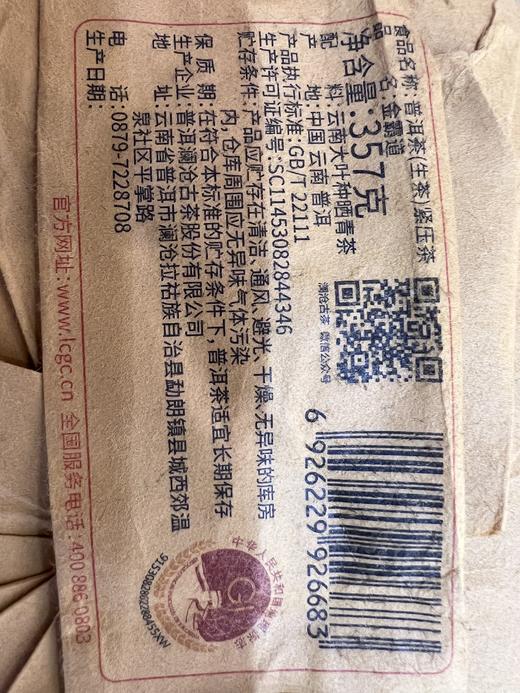 食品名称:普洱茶(生茶)紧压茶
品 名:金霸道
净含量:357克
配 料:云南大叶种晒青茶
产 地:中国 云南 普洱
产品执行标准:GB/T 22111
生产许可证编号:SC11453082844346
贮存条件:产品应贮存在清洁、通风、避光、干燥、无异味的库房
内,仓库周围应无异味气体污染
保 质 期:在符合本标准的贮存条件下,普洱茶适宜长期保存
生产企业:普洱澜沧古茶股份有限公司
地 址:云南省普洱市澜沧拉祜族自治县勐朗镇县城西郊温
泉社区平掌路
电 话:0879-7228708
生产日期:
官方网址:www.lcgc.cn 全国服务电话:400 886 0803
澜沧古茶 微信公众号
6 926229 926683
GI